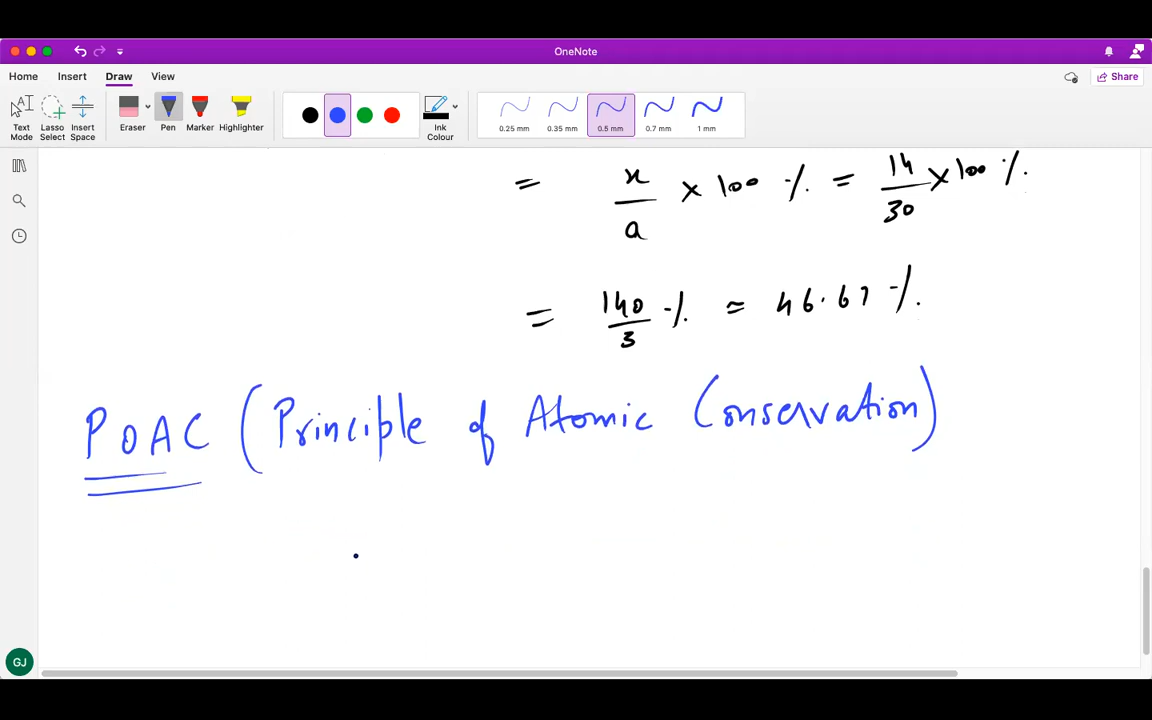 OneNote
Home Insert Draw View Share
Text Mode Lasso Select Insert Space Eraser Pen Marker Highlighter Ink Colour 0.25 mm 0.35 mm 0.5 mm 0.7 mm 1 mm
= x/a × 100 % = 14/30 × 100 %.
= 140/3 % ≈ 46.67 %.
POAC (Principle of Atomic Conservation)
GJ